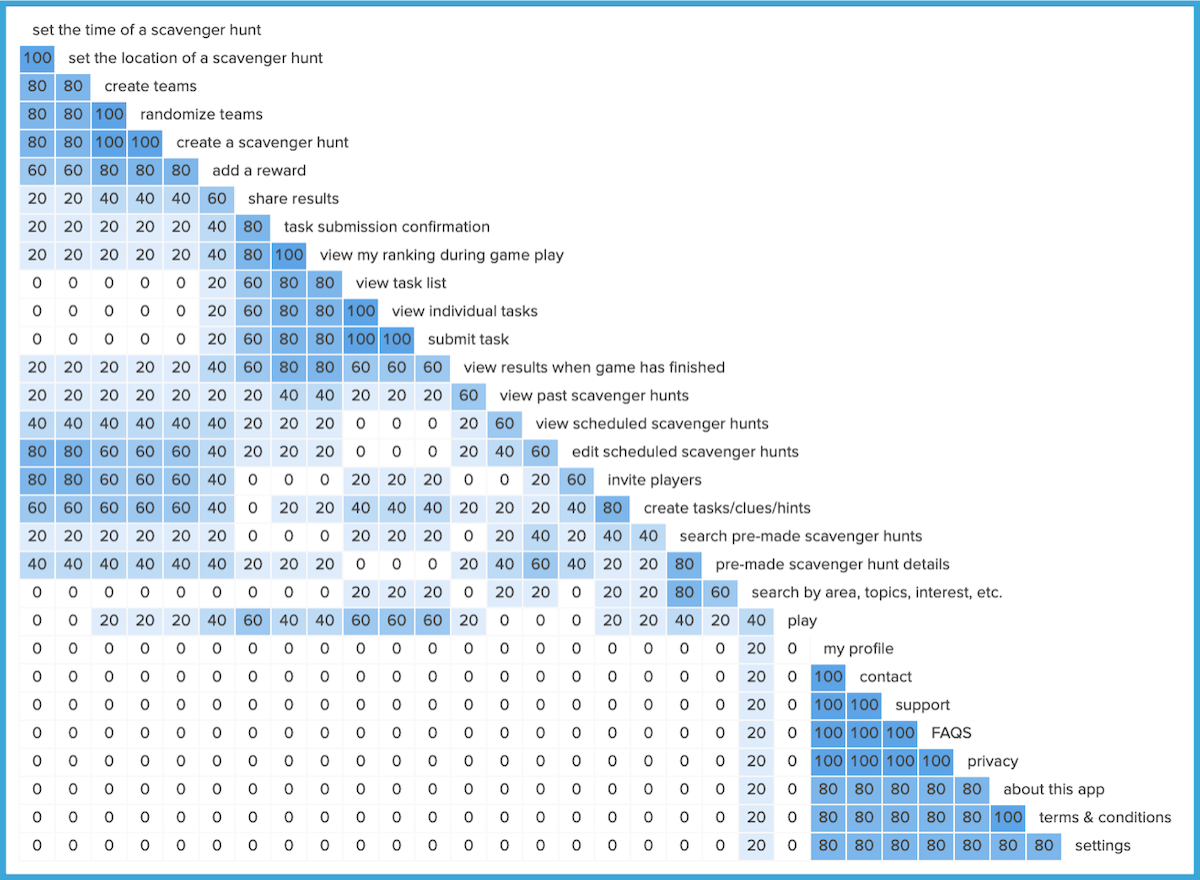 set the time of a scavenger hunt
100 set the location of a scavenger hunt
80 80 create teams
80 80 100 randomize teams
80 80 100 100 create a scavenger hunt
60 60 80 80 80 add a reward
20 20 40 40 40 60 share results
20 20 20 20 20 40 80 task submission confirmation
20 20 20 20 20 40 80 100 view my ranking during game play
0 0 0 0 0 20 60 80 80 view task list
0 0 0 0 0 20 60 80 80 100 view individual tasks
0 0 0 0 0 20 60 80 80 100 100 submit task
20 20 20 20 20 40 60 80 80 60 60 60 view results when game has finished
20 20 20 20 20 20 20 40 40 20 20 20 60 view past scavenger hunts
40 40 40 40 40 40 20 20 20 0 0 0 20 60 view scheduled scavenger hunts
80 80 60 60 60 40 20 20 20 0 0 0 20 40 60 edit scheduled scavenger hunts
80 80 60 60 60 40 0 0 0 20 20 20 0 0 20 60 invite players
60 60 60 60 60 40 0 20 20 40 40 40 20 20 20 40 80 create tasks/clues/hints
20 20 20 20 20 20 0 0 0 20 20 20 0 20 40 20 40 40 search pre-made scavenger hunts
40 40 40 40 40 40 20 20 20 0 0 0 20 40 60 40 20 20 80 pre-made scavenger hunt details
0 0 0 0 0 0 0 0 0 20 20 20 0 20 20 0 20 20 80 60 search by area, topics, interest, etc.
0 0 20 20 20 40 60 40 40 60 60 60 20 0 0 0 20 20 40 20 40 play
0 0 0 0 0 0 0 0 0 0 0 0 0 0 0 0 0 0 0 0 20 0 my profile
0 0 0 0 0 0 0 0 0 0 0 0 0 0 0 0 0 0 0 0 20 0 100 contact
0 0 0 0 0 0 0 0 0 0 0 0 0 0 0 0 0 0 0 0 20 0 100 100 support
0 0 0 0 0 0 0 0 0 0 0 0 0 0 0 0 0 0 0 0 20 0 100 100 100 FAQS
0 0 0 0 0 0 0 0 0 0 0 0 0 0 0 0 0 0 0 0 20 0 100 100 100 100 privacy
0 0 0 0 0 0 0 0 0 0 0 0 0 0 0 0 0 0 0 0 20 0 80 80 80 80 80 about this app
0 0 0 0 0 0 0 0 0 0 0 0 0 0 0 0 0 0 0 0 20 0 80 80 80 80 80 100 terms & conditions
0 0 0 0 0 0 0 0 0 0 0 0 0 0 0 0 0 0 0 0 20 0 80 80 80 80 80 80 80 settings